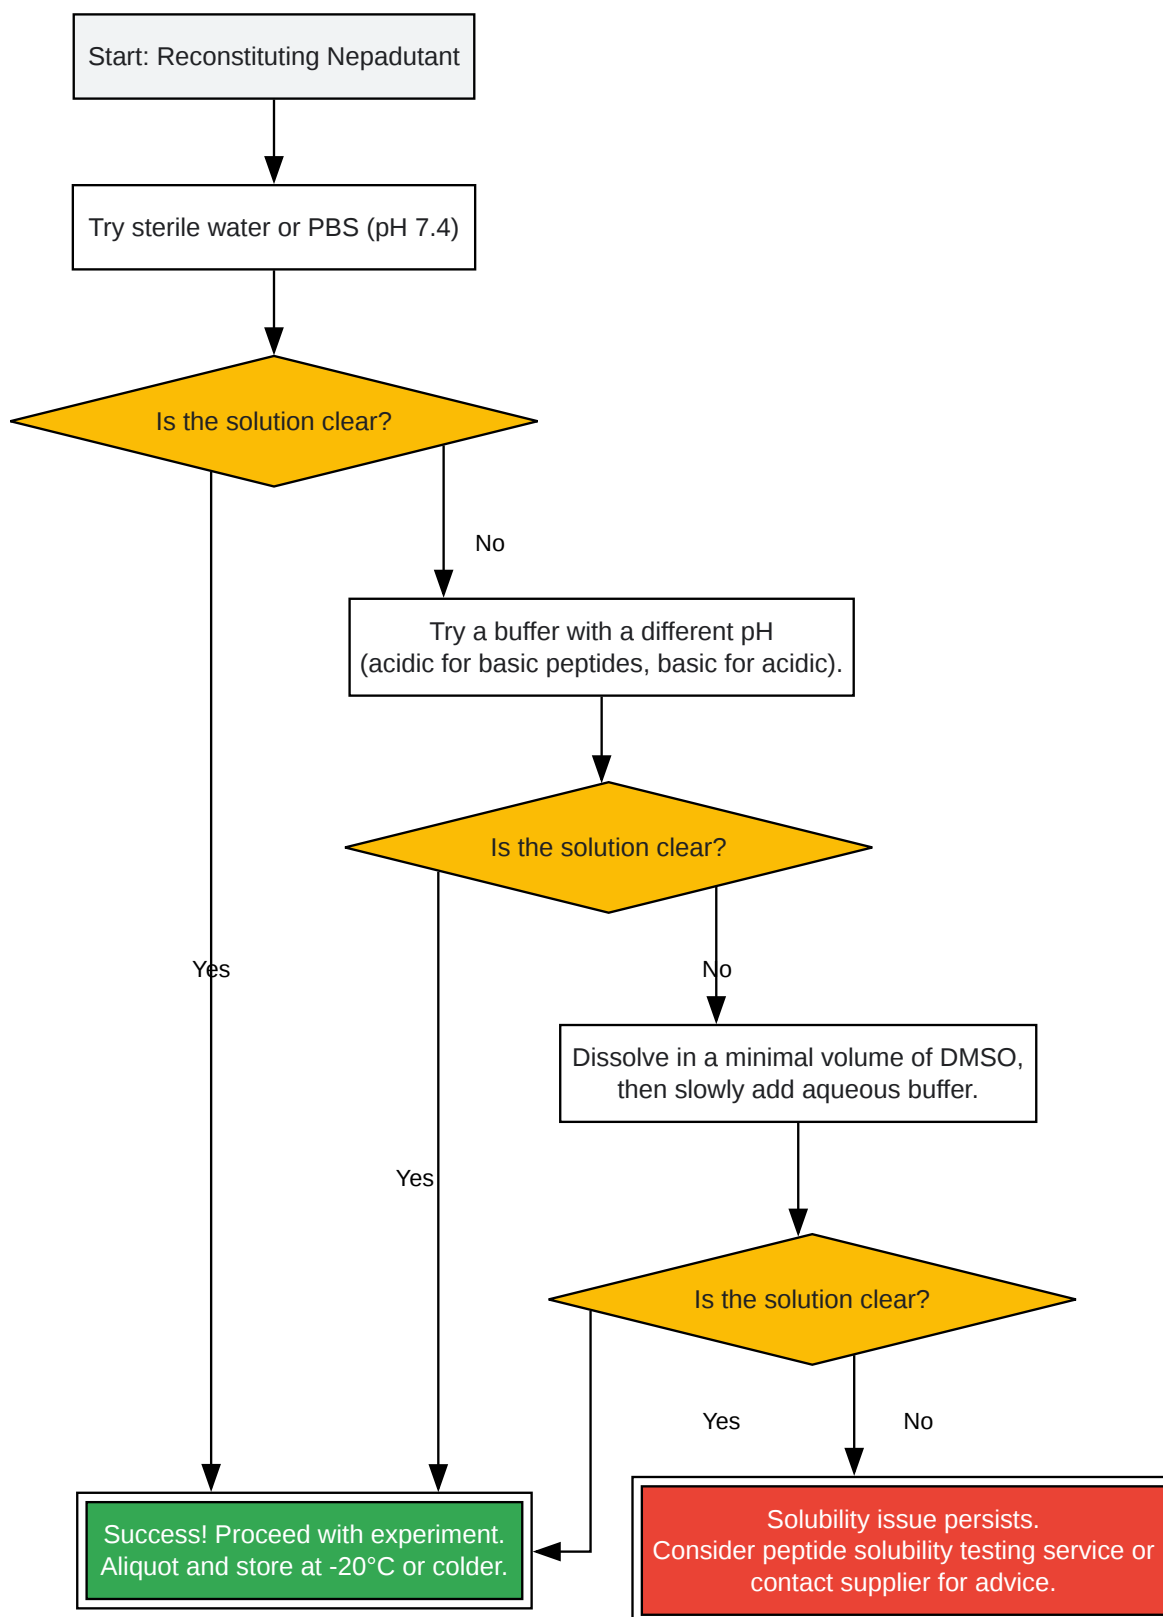 Start: Reconstituting Nepadutant
Try sterile water or PBS (pH 7.4)
Is the solution clear?
No
Try a buffer with a different pH
(acidic for basic peptides, basic for acidic).
Is the solution clear?
Yes
No
Dissolve in a minimal volume of DMSO,
then slowly add aqueous buffer.
Yes
Is the solution clear?
Yes
No
Success! Proceed with experiment.
Aliquot and store at -20°C or colder.
Solubility issue persists.
Consider peptide solubility testing service or
contact supplier for advice.